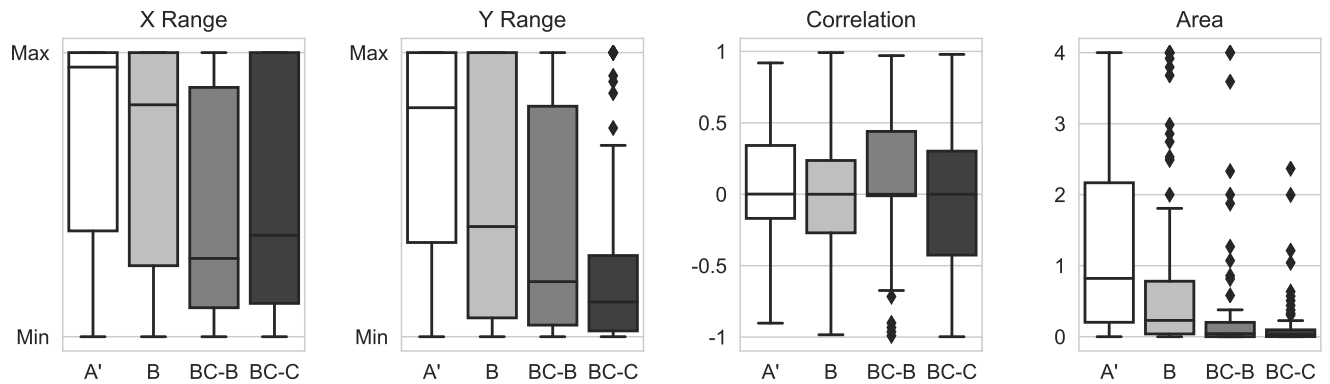 X Range
Max
Min
A' B BC-B BC-C
Y Range
Max
Min
A' B BC-B BC-C
Correlation
1
0.5
0
-0.5
-1
A' B BC-B BC-C
Area
4
3
2
1
0
A' B BC-B BC-C